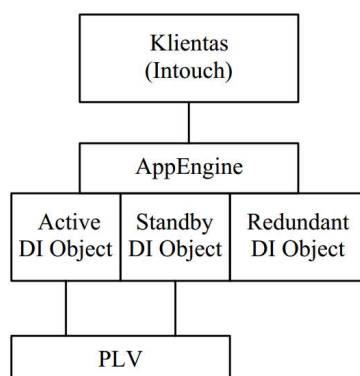 Klientas
(Intouch)
AppEngine
Active
DI Object
Standby
DI Object
Redundant
DI Object
PLV